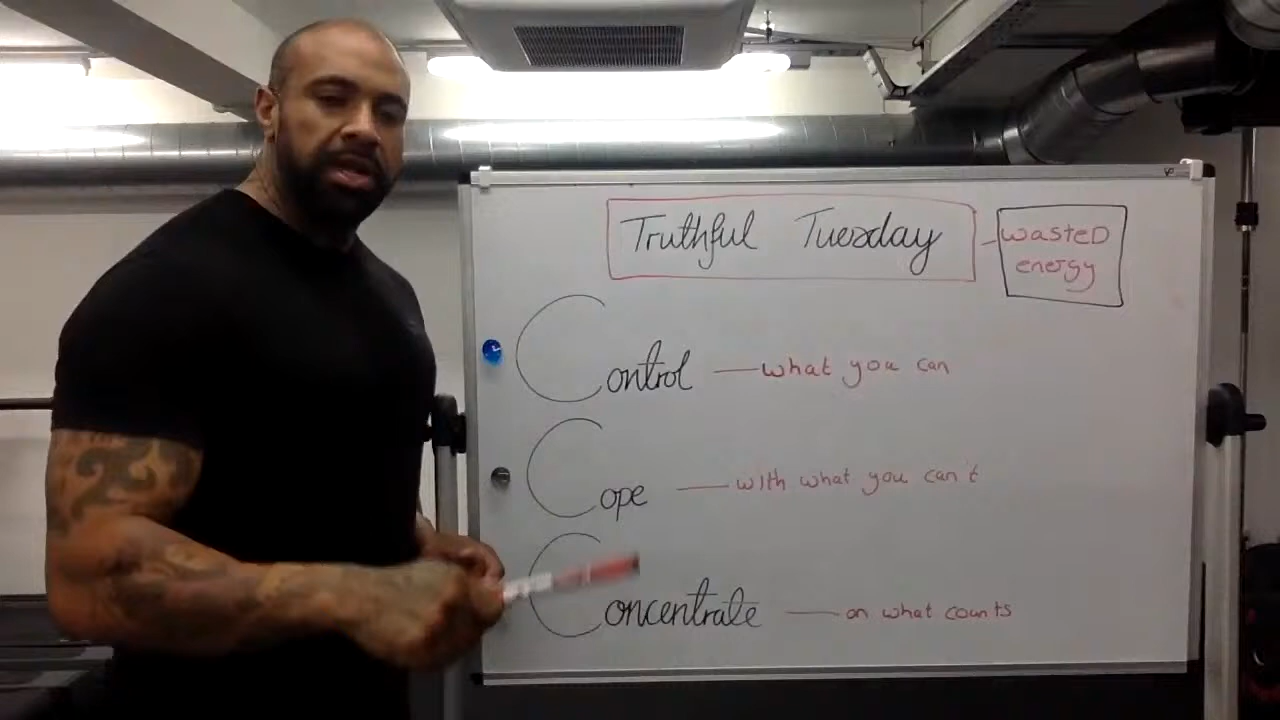 Truthful Tuesday
wasteD
energy
Control — what you can
Cope — with what you can't
Concentrate — on what counts